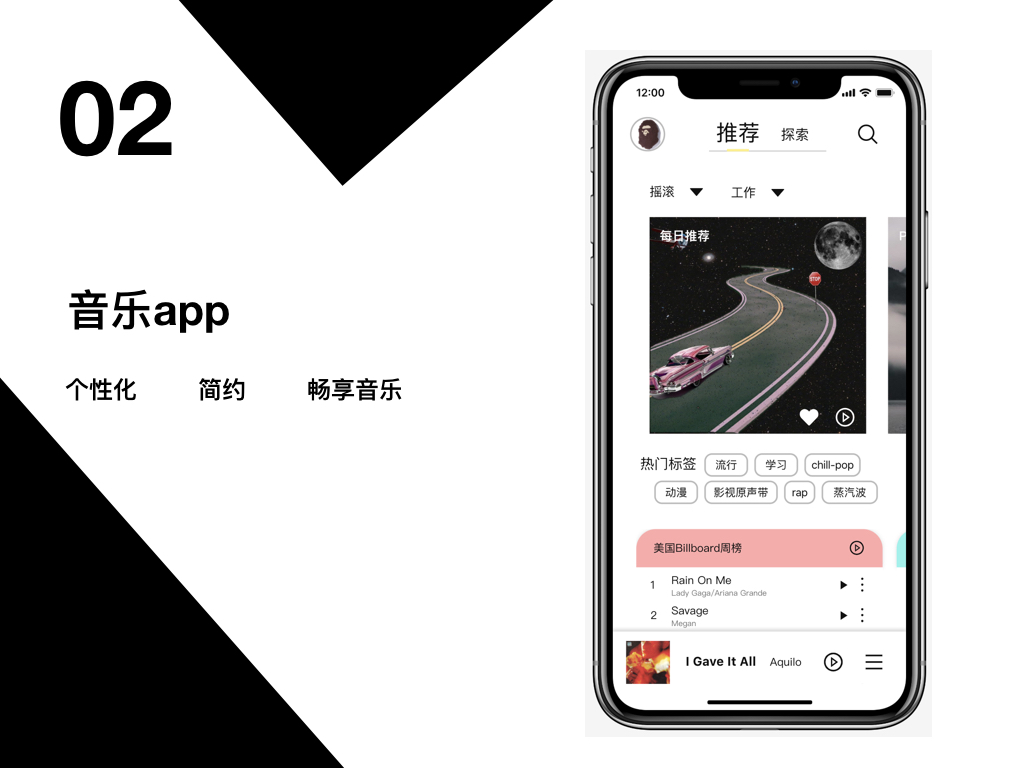 02
音乐app
个性化 简约 畅享音乐
12:00
推荐 探索
摇滚 工作
每日推荐
STOP
P
热门标签 流行 学习 chill-pop
动漫 影视原声带 rap 蒸汽波
美国Billboard周榜
1 Rain On Me
Lady Gaga/Ariana Grande
2 Savage
Megan
I Gave It All Aquilo